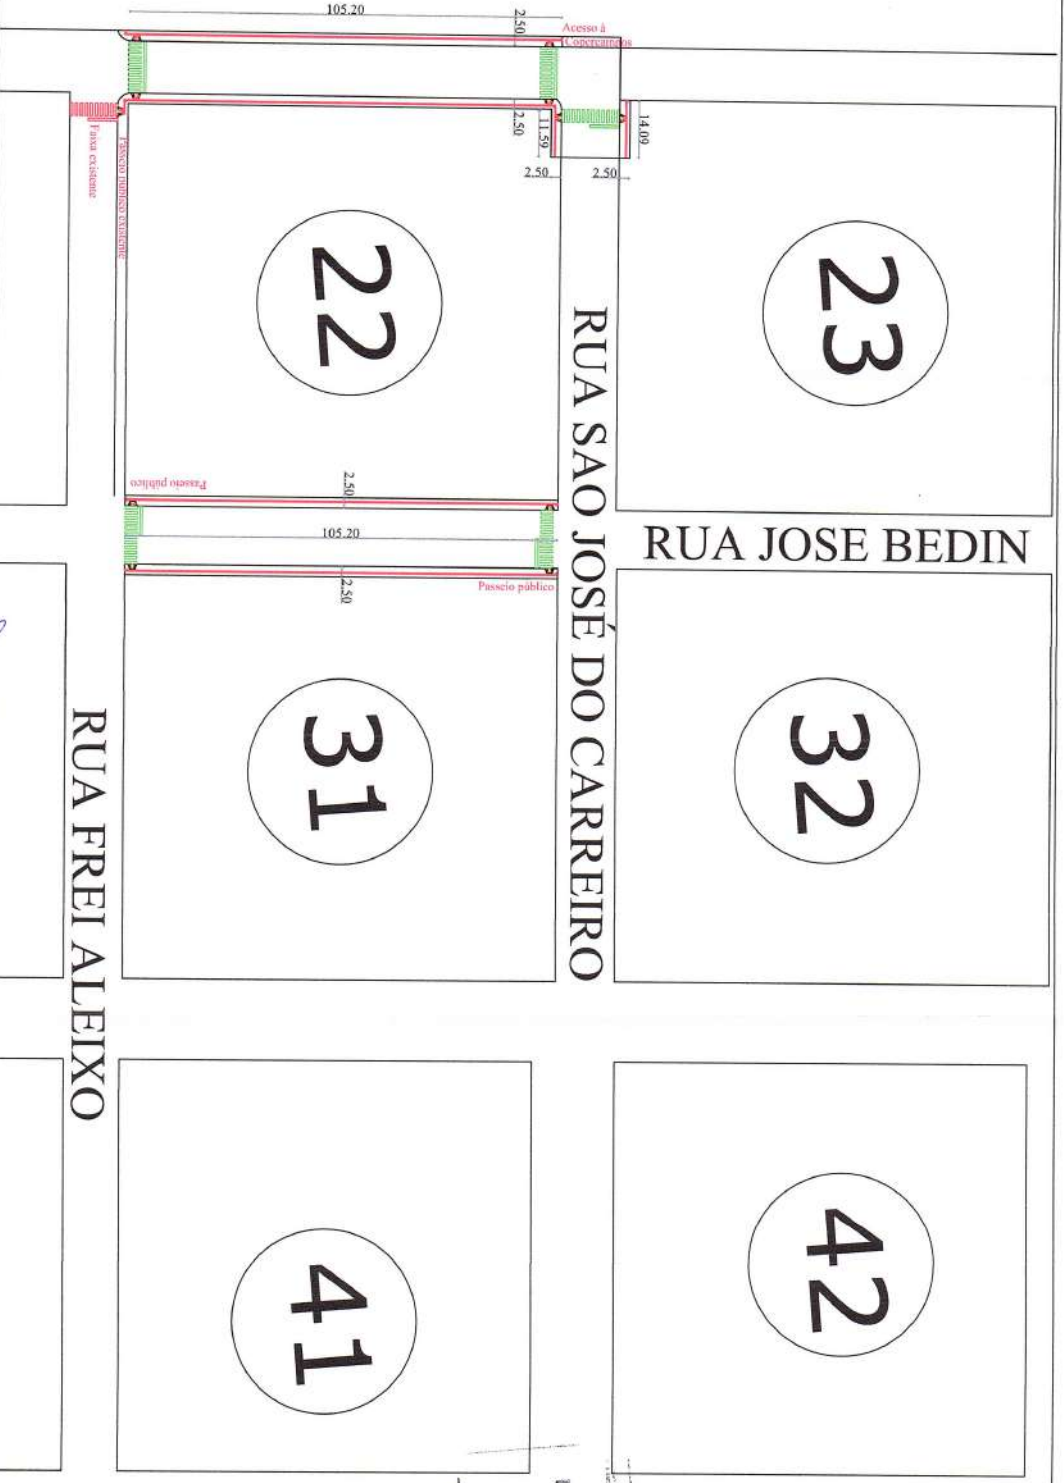 105.20
2.50
Acesso à
Copercampos
2.50
11.59
14.09
2.50
2.50
Faixa existente
Passeio público existente
22
23
RUA SAO JOSÉ DO CARREIRO
Passeio público
2.50
105.20
RUA JOSE BEDIN
2.50
Passeio público
31
32
RUA FREI ALEIXO
41
42